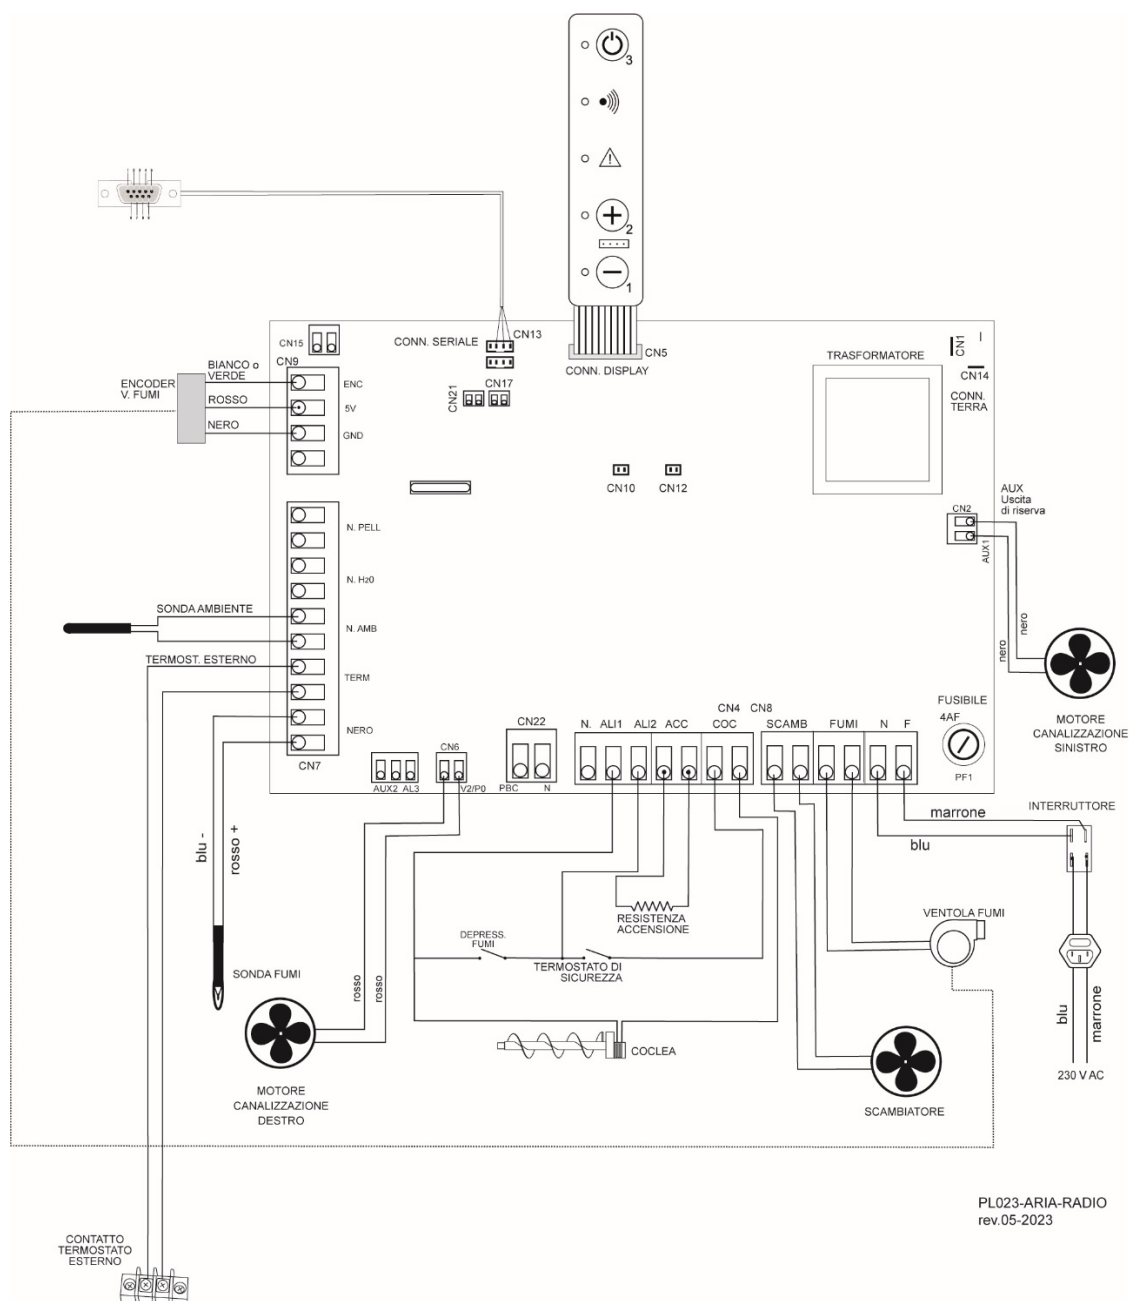 3
2
1
CN13
CONN. SERIALE
CN5
CONN. DISPLAY
CN15
CN9
BIANCO o
VERDE
ENCODER
V. FUMI
ROSSO
NERO
ENC
5V
GND
CN21
CN17
TRASFORMATORE
CN1
CN14
CONN.
TERRA
CN10
CN12
AUX
Uscita
di riserva
CN2
AUX1
nero
nero
N. PELL
N. H20
SONDA AMBIENTE
N. AMB
TERMOST. ESTERNO
TERM
NERO
CN7
MOTORE
CANALIZZAZIONE
SINISTRO
FUSIBILE
4AF
PF1
CN22
PBC
N
CN6
AUX2
AL3
V2/P0
CN4
CN8
N.
ALI1
ALI2
ACC
COC
SCAMB
FUMI
N
F
INTERRUTTORE
marrone
blu
blu -
rosso +
RESISTENZA
ACCENSIONE
VENTOLA FUMI
DEPRESS.
FUMI
TERMOSTATO DI
SICUREZZA
SONDA FUMI
rosso
rosso
COCLEA
blu
marrone
230 V AC
MOTORE
CANALIZZAZIONE
DESTRO
SCAMBIATORE
PL023-ARIA-RADIO
rev.05-2023
CONTATTO
TERMOSTATO
ESTERNO